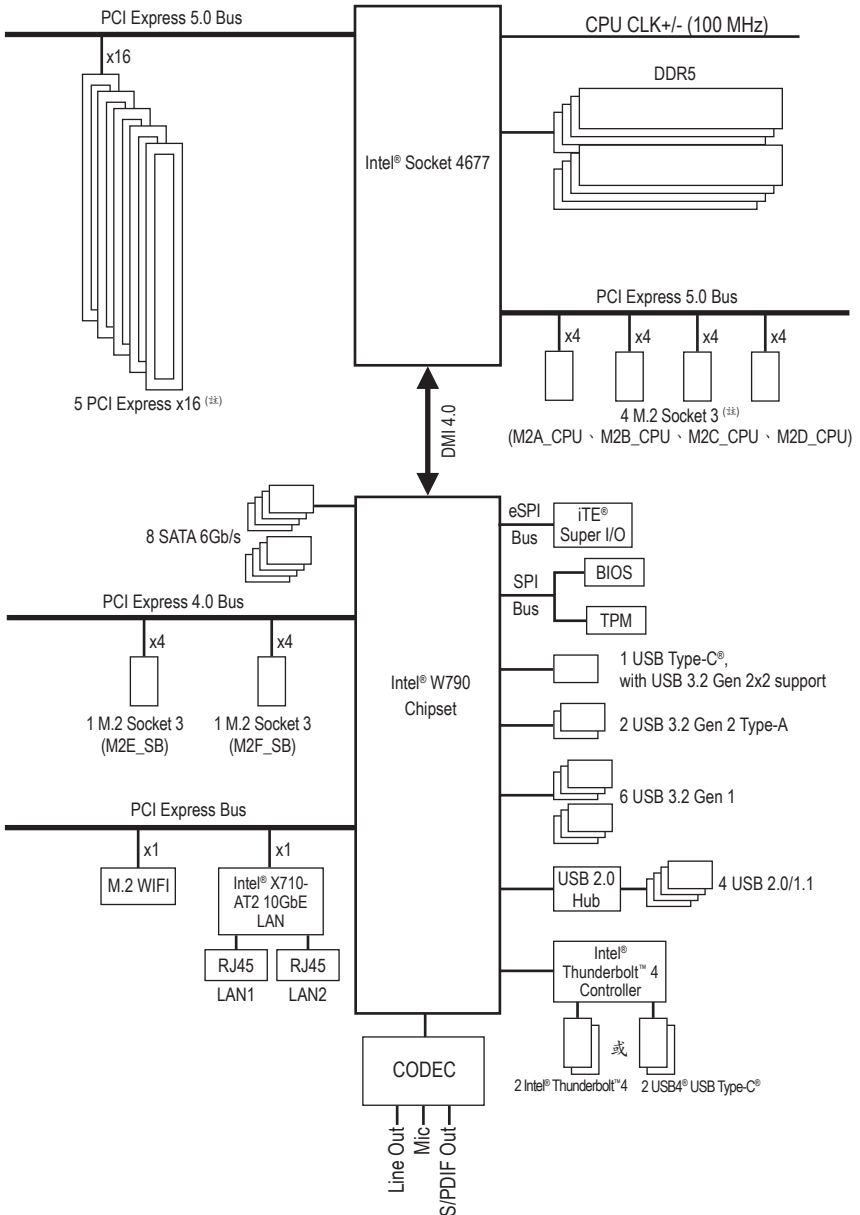 PCI Express 5.0 Bus
x16
5 PCI Express x16 (註)
Intel® Socket 4677
CPU CLK+/- (100 MHz)
DDR5
PCI Express 5.0 Bus
x4
x4
x4
x4
4 M.2 Socket 3 (註)
(M2A_CPU、M2B_CPU、M2C_CPU、M2D_CPU)
DMI 4.0
8 SATA 6Gb/s
PCI Express 4.0 Bus
x4
x4
1 M.2 Socket 3
(M2E_SB)
1 M.2 Socket 3
(M2F_SB)
PCI Express Bus
x1
x1
M.2 WIFI
Intel® X710-
AT2 10GbE
LAN
RJ45
RJ45
LAN1
LAN2
Intel® W790
Chipset
eSPI
Bus
iTE®
Super I/O
SPI
Bus
BIOS
TPM
1 USB Type-C®,
with USB 3.2 Gen 2x2 support
2 USB 3.2 Gen 2 Type-A
6 USB 3.2 Gen 1
USB 2.0
Hub
4 USB 2.0/1.1
Intel®
Thunderbolt™ 4
Controller
或
2 Intel® Thunderbolt™4
2 USB4® USB Type-C®
CODEC
Line Out
Mic
S/PDIF Out